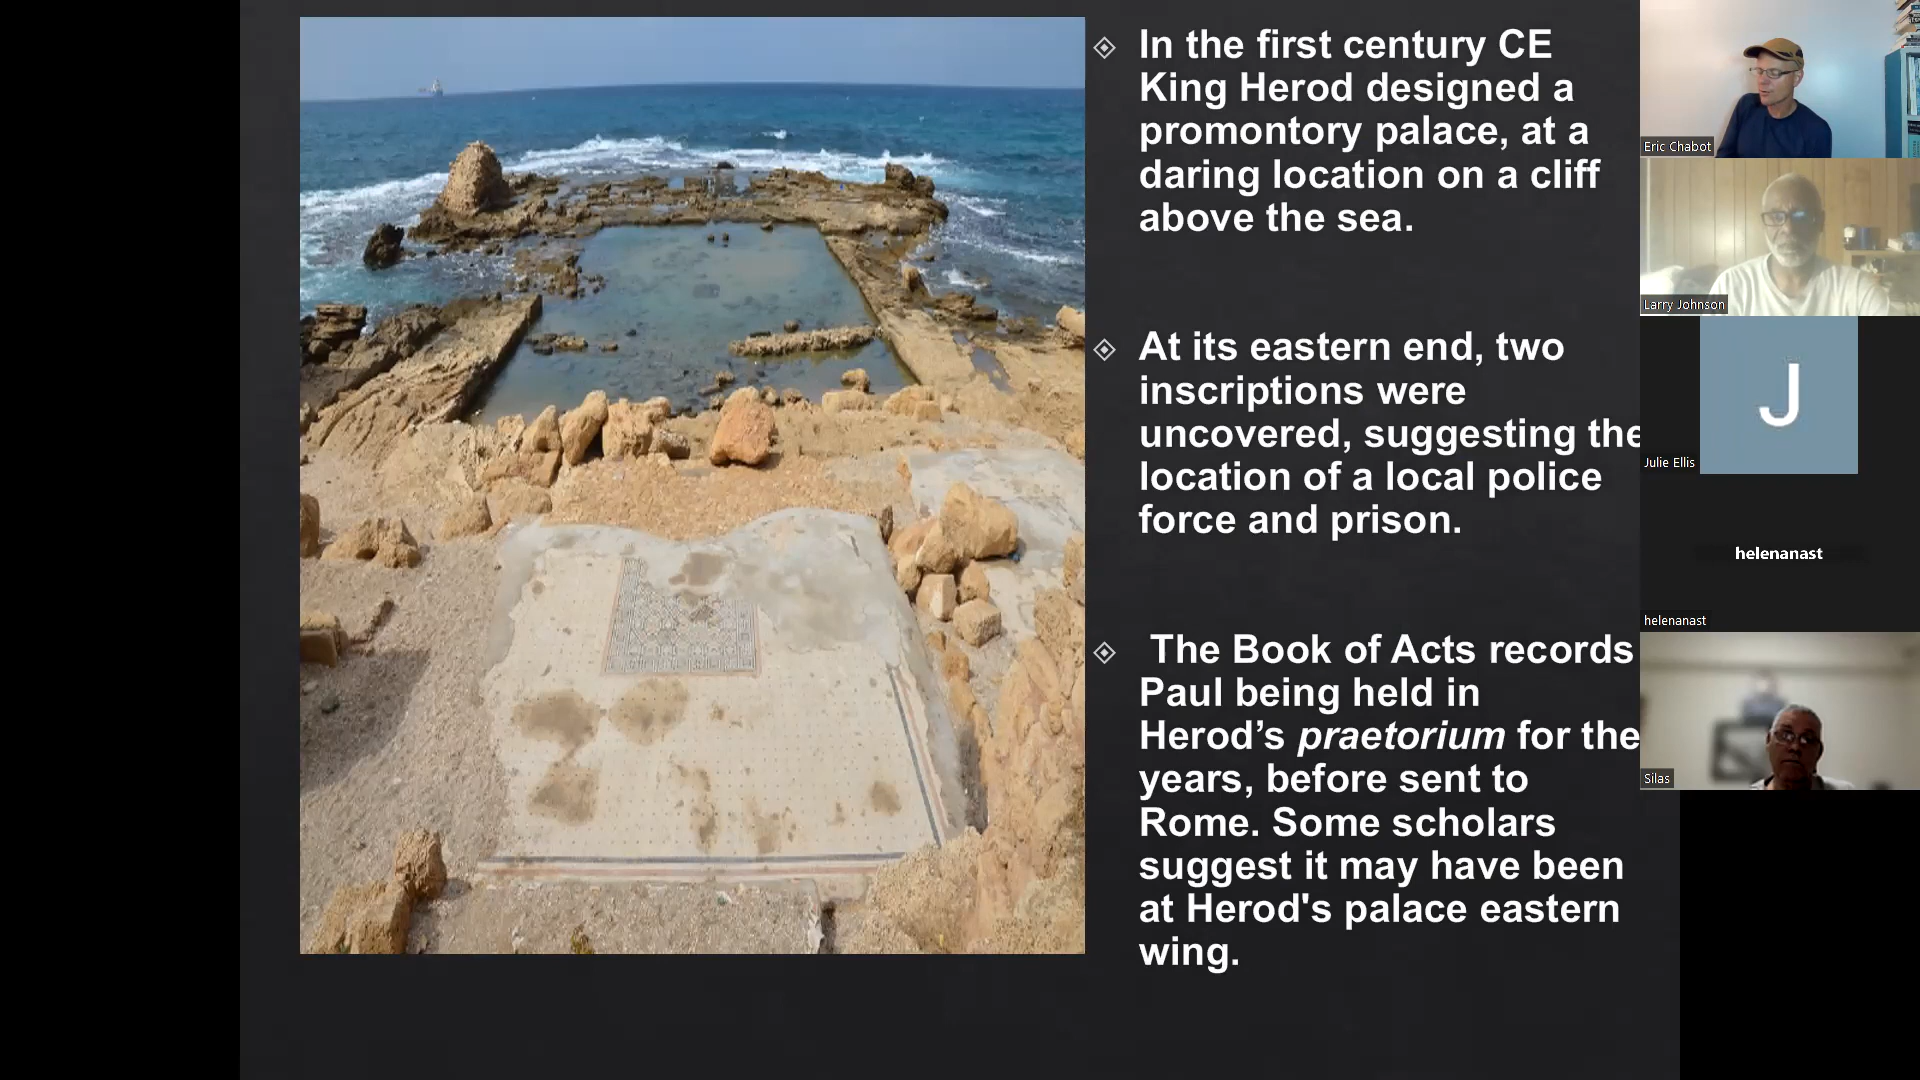 In the first century CE
King Herod designed a
promontory palace, at a
daring location on a cliff
above the sea.
At its eastern end, two
inscriptions were
uncovered, suggesting the
location of a local police
force and prison.
The Book of Acts records
Paul being held in
Herod’s praetorium for the
years, before sent to
Rome. Some scholars
suggest it may have been
at Herod's palace eastern
wing.
Eric Chabot
Larry Johnson
J
Julie Ellis
helenanast
helenanast
Silas